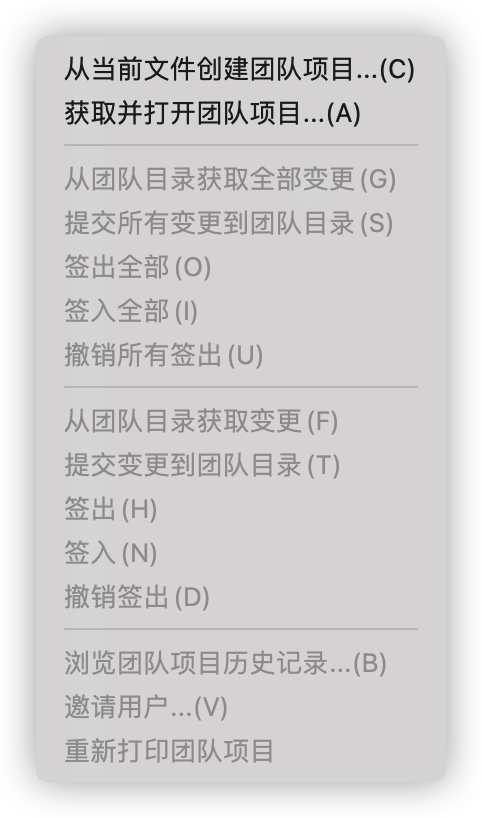 从当前文件创建团队项目...(C)
获取并打开团队项目...(A)
从团队目录获取全部变更(G)
提交所有变更到团队目录(S)
签出全部(O)
签入全部(I)
撤销所有签出(U)
从团队目录获取变更(F)
提交变更到团队目录(T)
签出(H)
签入(N)
撤销签出(D)
浏览团队项目历史记录...(B)
邀请用户...(V)
重新打印团队项目